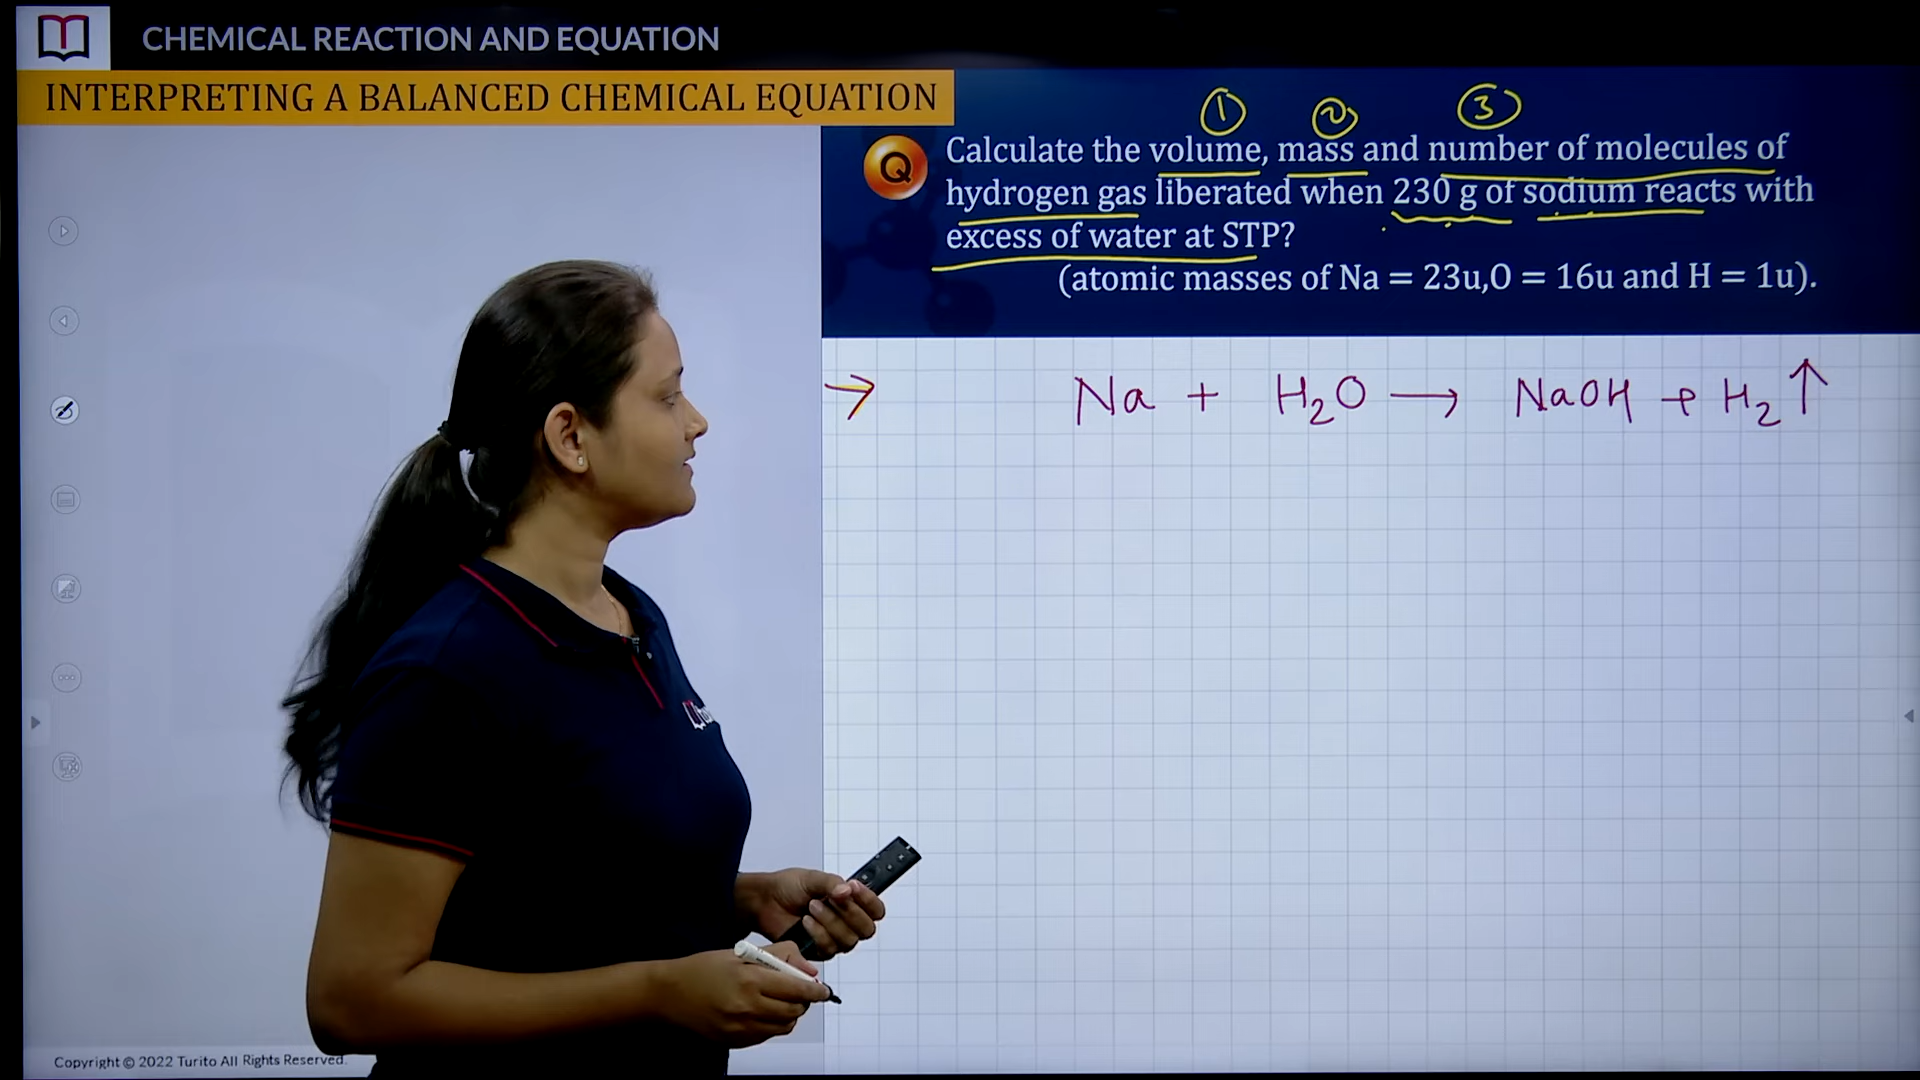 CHEMICAL REACTION AND EQUATION
INTERPRETING A BALANCED CHEMICAL EQUATION
① ② ③
Q
Calculate the volume, mass and number of molecules of
hydrogen gas liberated when 230 g of sodium reacts with
excess of water at STP?
(atomic masses of Na = 23u,O = 16u and H = 1u).
→ Na + H₂O → NaOH + H₂↑
Copyright © 2022 Turito All Rights Reserved.